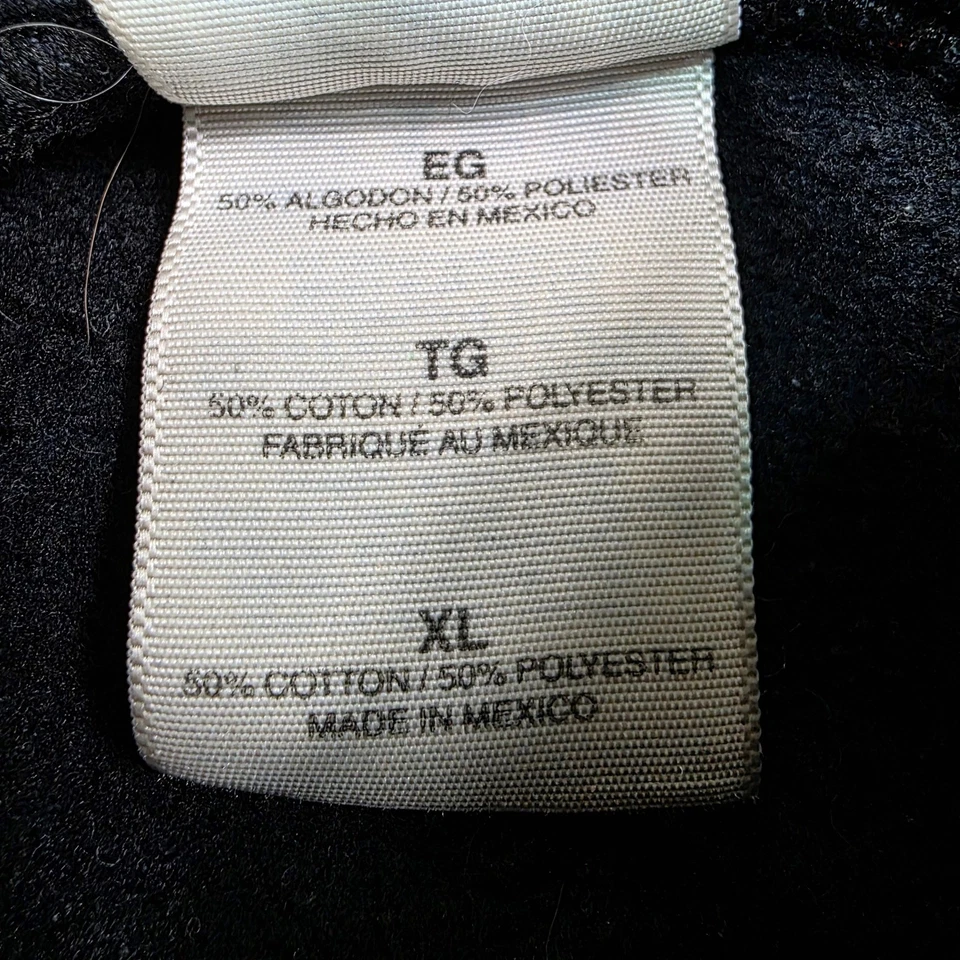 EG
50% ALGODON / 50% POLIESTER
HECHO EN MEXICO
TG
50% COTON / 50% POLYESTER
FABRIQUÉ AU MEXIQUE
XL
50% COTTON / 50% POLYESTER
MADE IN MEXICO